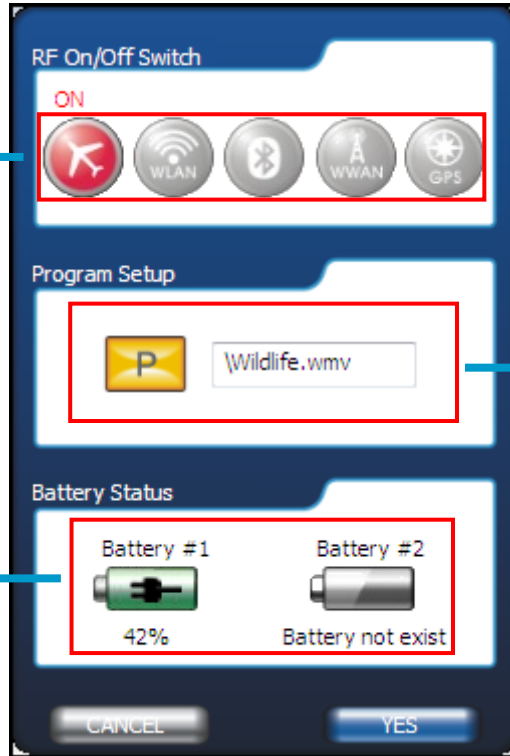 RF On/Off Switch
ON
WLAN
WWAN
GPS
Program Setup
P
\Wildlife.wmv
Battery Status
Battery #1 Battery #2
42% Battery not exist
CANCEL YES